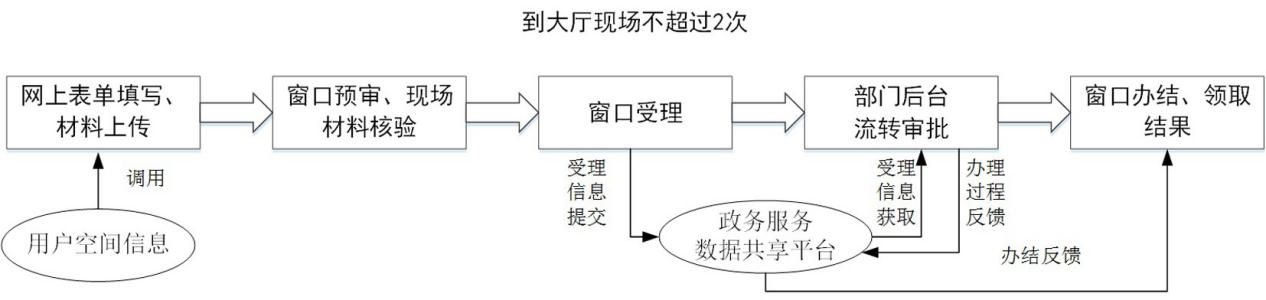 到大厅现场不超过2次
网上表单填写、
材料上传
窗口预审、现场
材料核验
窗口受理
部门后台
流转审批
窗口办结、领取
结果
调用
受理
信息
提交
受理
信息
获取
办理
过程
反馈
用户空间信息
政务服务
数据共享平台
办结反馈